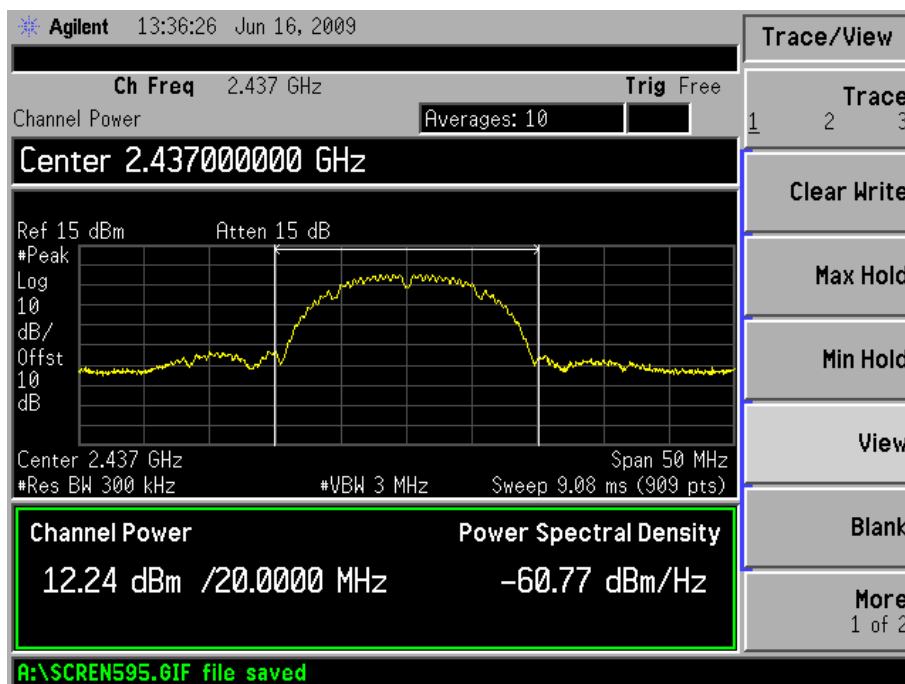 Agilent 13:36:26 Jun 16, 2009
Trace/View
Ch Freq 2.437 GHz Trig Free
Channel Power Averages: 10
Center 2.437000000 GHz
Ref 15 dBm Atten 15 dB
#Peak
Log
10
dB/
Offst
10
dB
Center 2.437 GHz Span 50 MHz
#Res BW 300 kHz #VBW 3 MHz Sweep 9.08 ms (909 pts)
Channel Power Power Spectral Density
12.24 dBm /20.0000 MHz -60.77 dBm/Hz
A:\SCREN595.GIF file saved
Trace
1 2 3
Clear Write
Max Hold
Min Hold
View
Blank
More
1 of 2